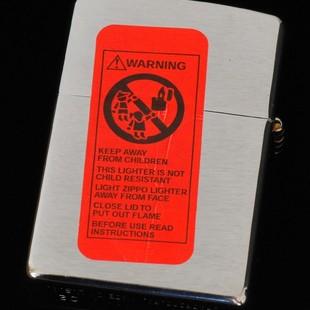 WARNING
KEEP AWAY
FROM CHILDREN
THIS LIGHTER IS NOT
CHILD RESISTANT
LIGHT ZIPPO LIGHTER
AWAY FROM FACE
CLOSE LID TO
PUT OUT FLAME
BEFORE USE READ
INSTRUCTIONS